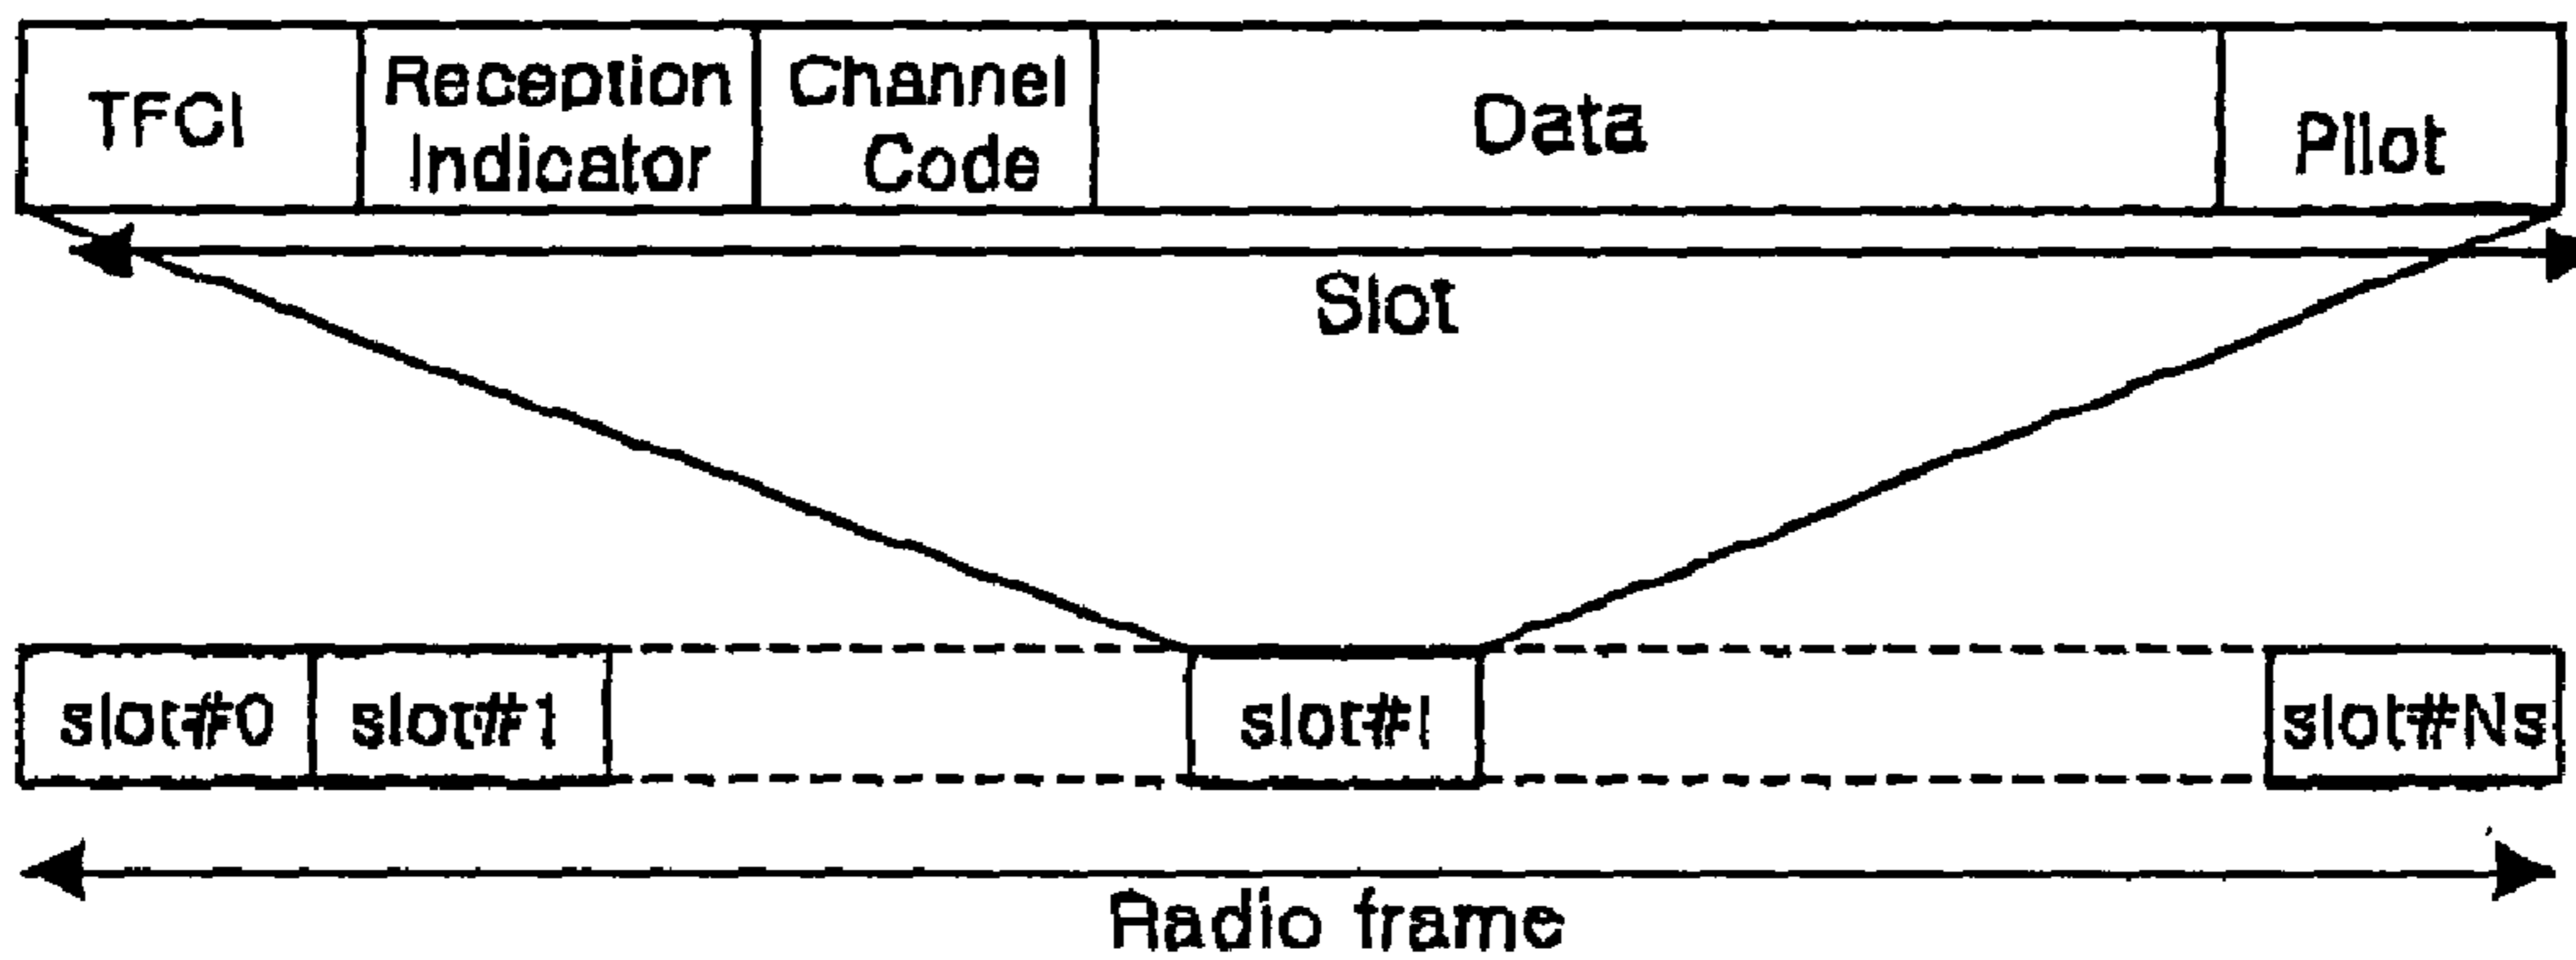 TFCI
Reception
Indicator
Channel
Code
Data
Pilot
Slot
slot#0
slot#1
slot#i
slot#Ns
Radio frame